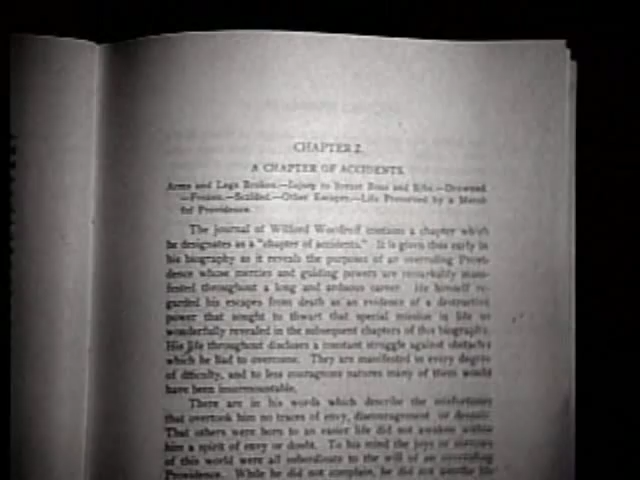 CHAPTER 2.
A CHAPTER OF ACCIDENTS.
Arms and Legs Broken.—Injury to Breast Bone and Ribs.—Drowned
—Frozen.—Scalded.—Other Escapes.—Life Preserved by a Merci-
ful Providence.
The journal of Wilford Woodruff contains a chapter which
he designates as a "chapter of accidents." It is given thus early in
his biography as it reveals the purposes of an overruling Provi-
dence whose mercies and guiding powers are remarkably mani-
fested throughout a long and arduous career. He himself re-
garded his escapes from death as an evidence of a destructive
power that sought to thwart that special mission in life so
wonderfully revealed in the subsequent chapters of this biography.
His life throughout discloses a constant struggle against obstacles
which he had to overcome. They are manifested in every degree
of difficulty, and to less courageous natures many of them would
have been insurmountable.
There are in his words which describe the misfortunes
that overtook him no traces of envy, discouragement or
That others were born to an easier life did not awaken within
him a spirit of envy or doubt. To his mind the joys or sorrows
of this world were all subordinate to the will of an overruling
Providence. While he did not complain, he did not